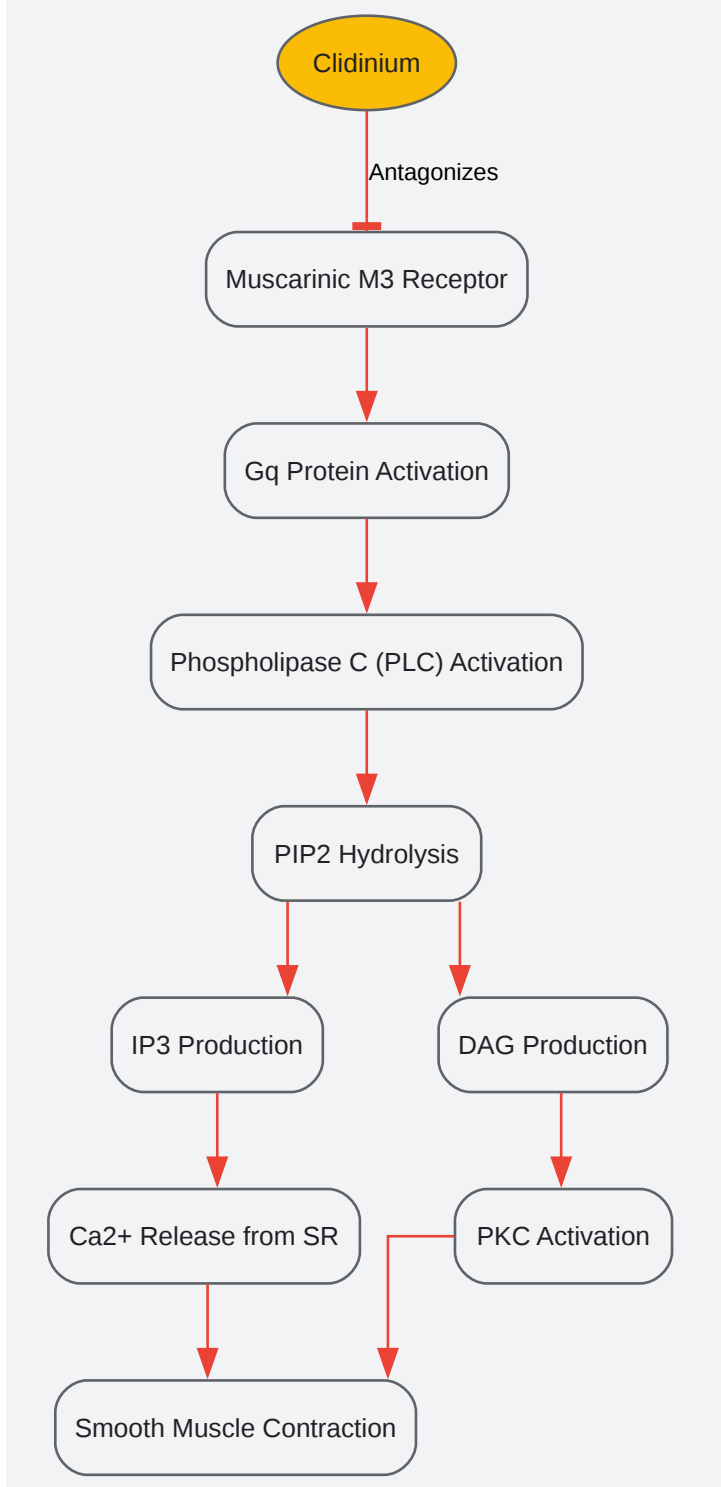 Clidinium
Antagonizes
Muscarinic M3 Receptor
Gq Protein Activation
Phospholipase C (PLC) Activation
PIP2 Hydrolysis
IP3 Production
DAG Production
Ca2+ Release from SR
PKC Activation
Smooth Muscle Contraction